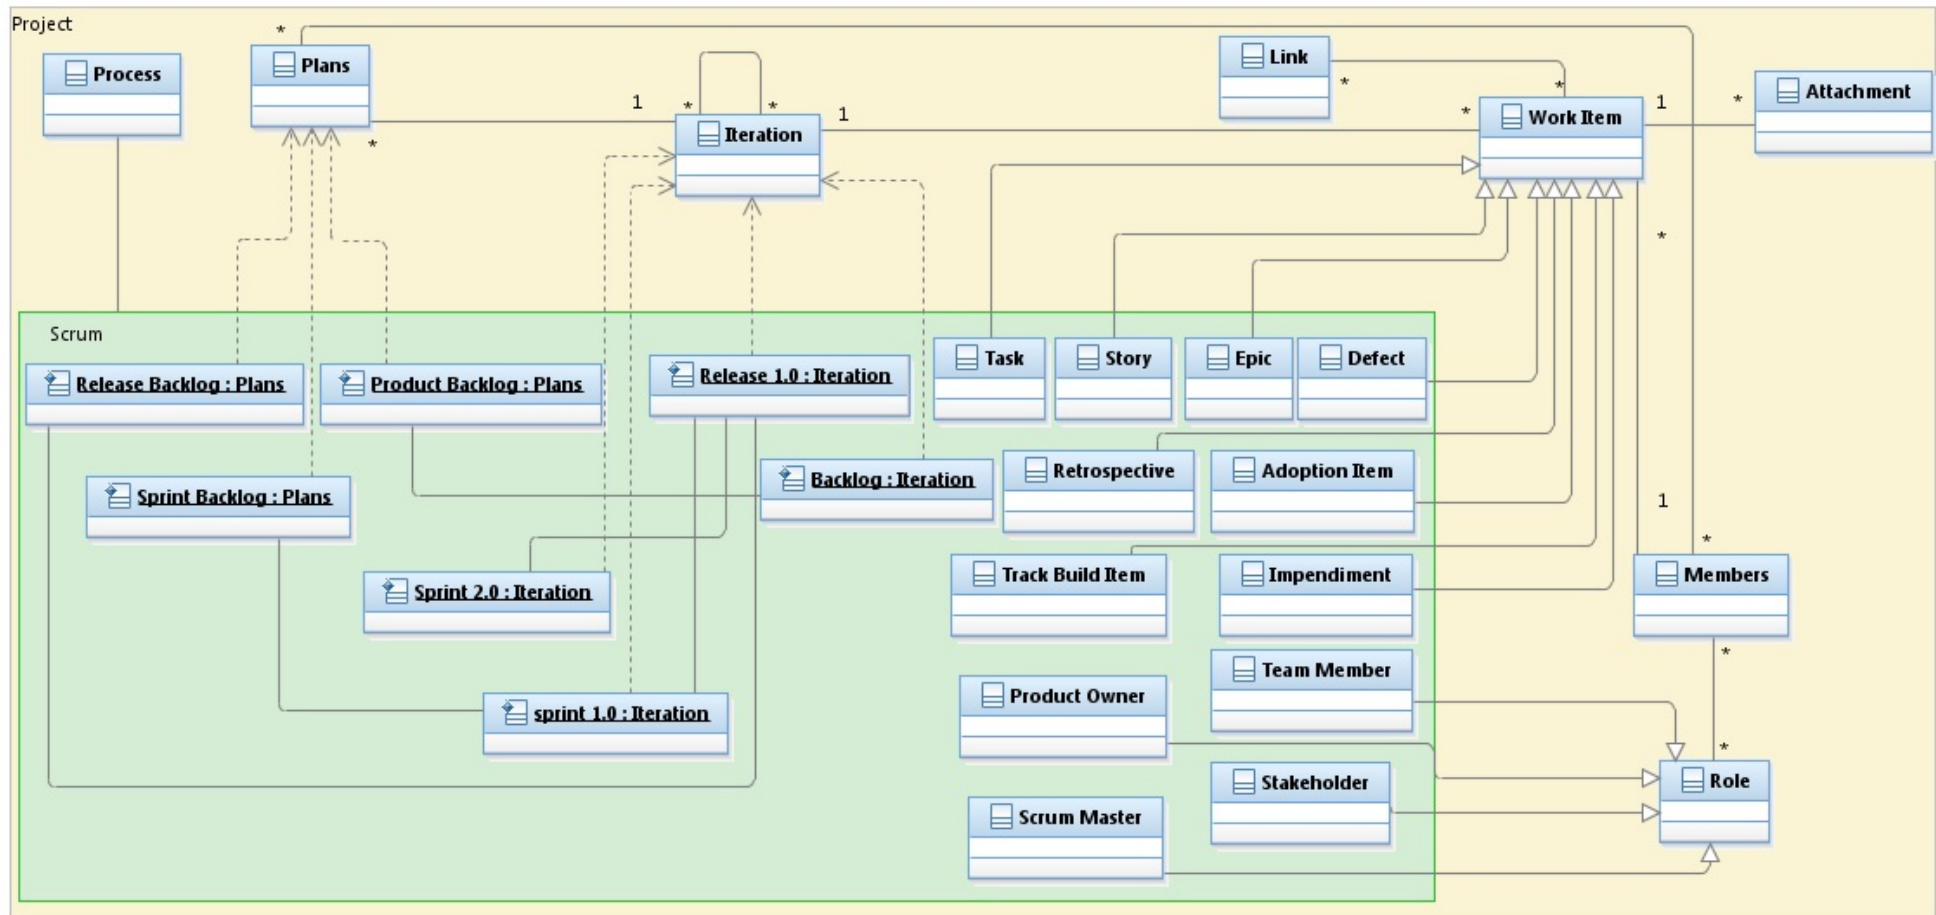 Project
Process
*
Plans
1
*
*
*
Iteration
1
*
Link
*
*
Work Item
1
*
Attachment
*
Scrum
Release Backlog : Plans
Product Backlog : Plans
Release 1.0 : Iteration
Task
Story
Epic
Defect
Sprint Backlog : Plans
Backlog : Iteration
Retrospective
Adoption Item
1
*
Sprint 2.0 : Iteration
Track Build Item
Impendiment
Members
*
sprint 1.0 : Iteration
Product Owner
Team Member
*
Stakeholder
Role
Scrum Master